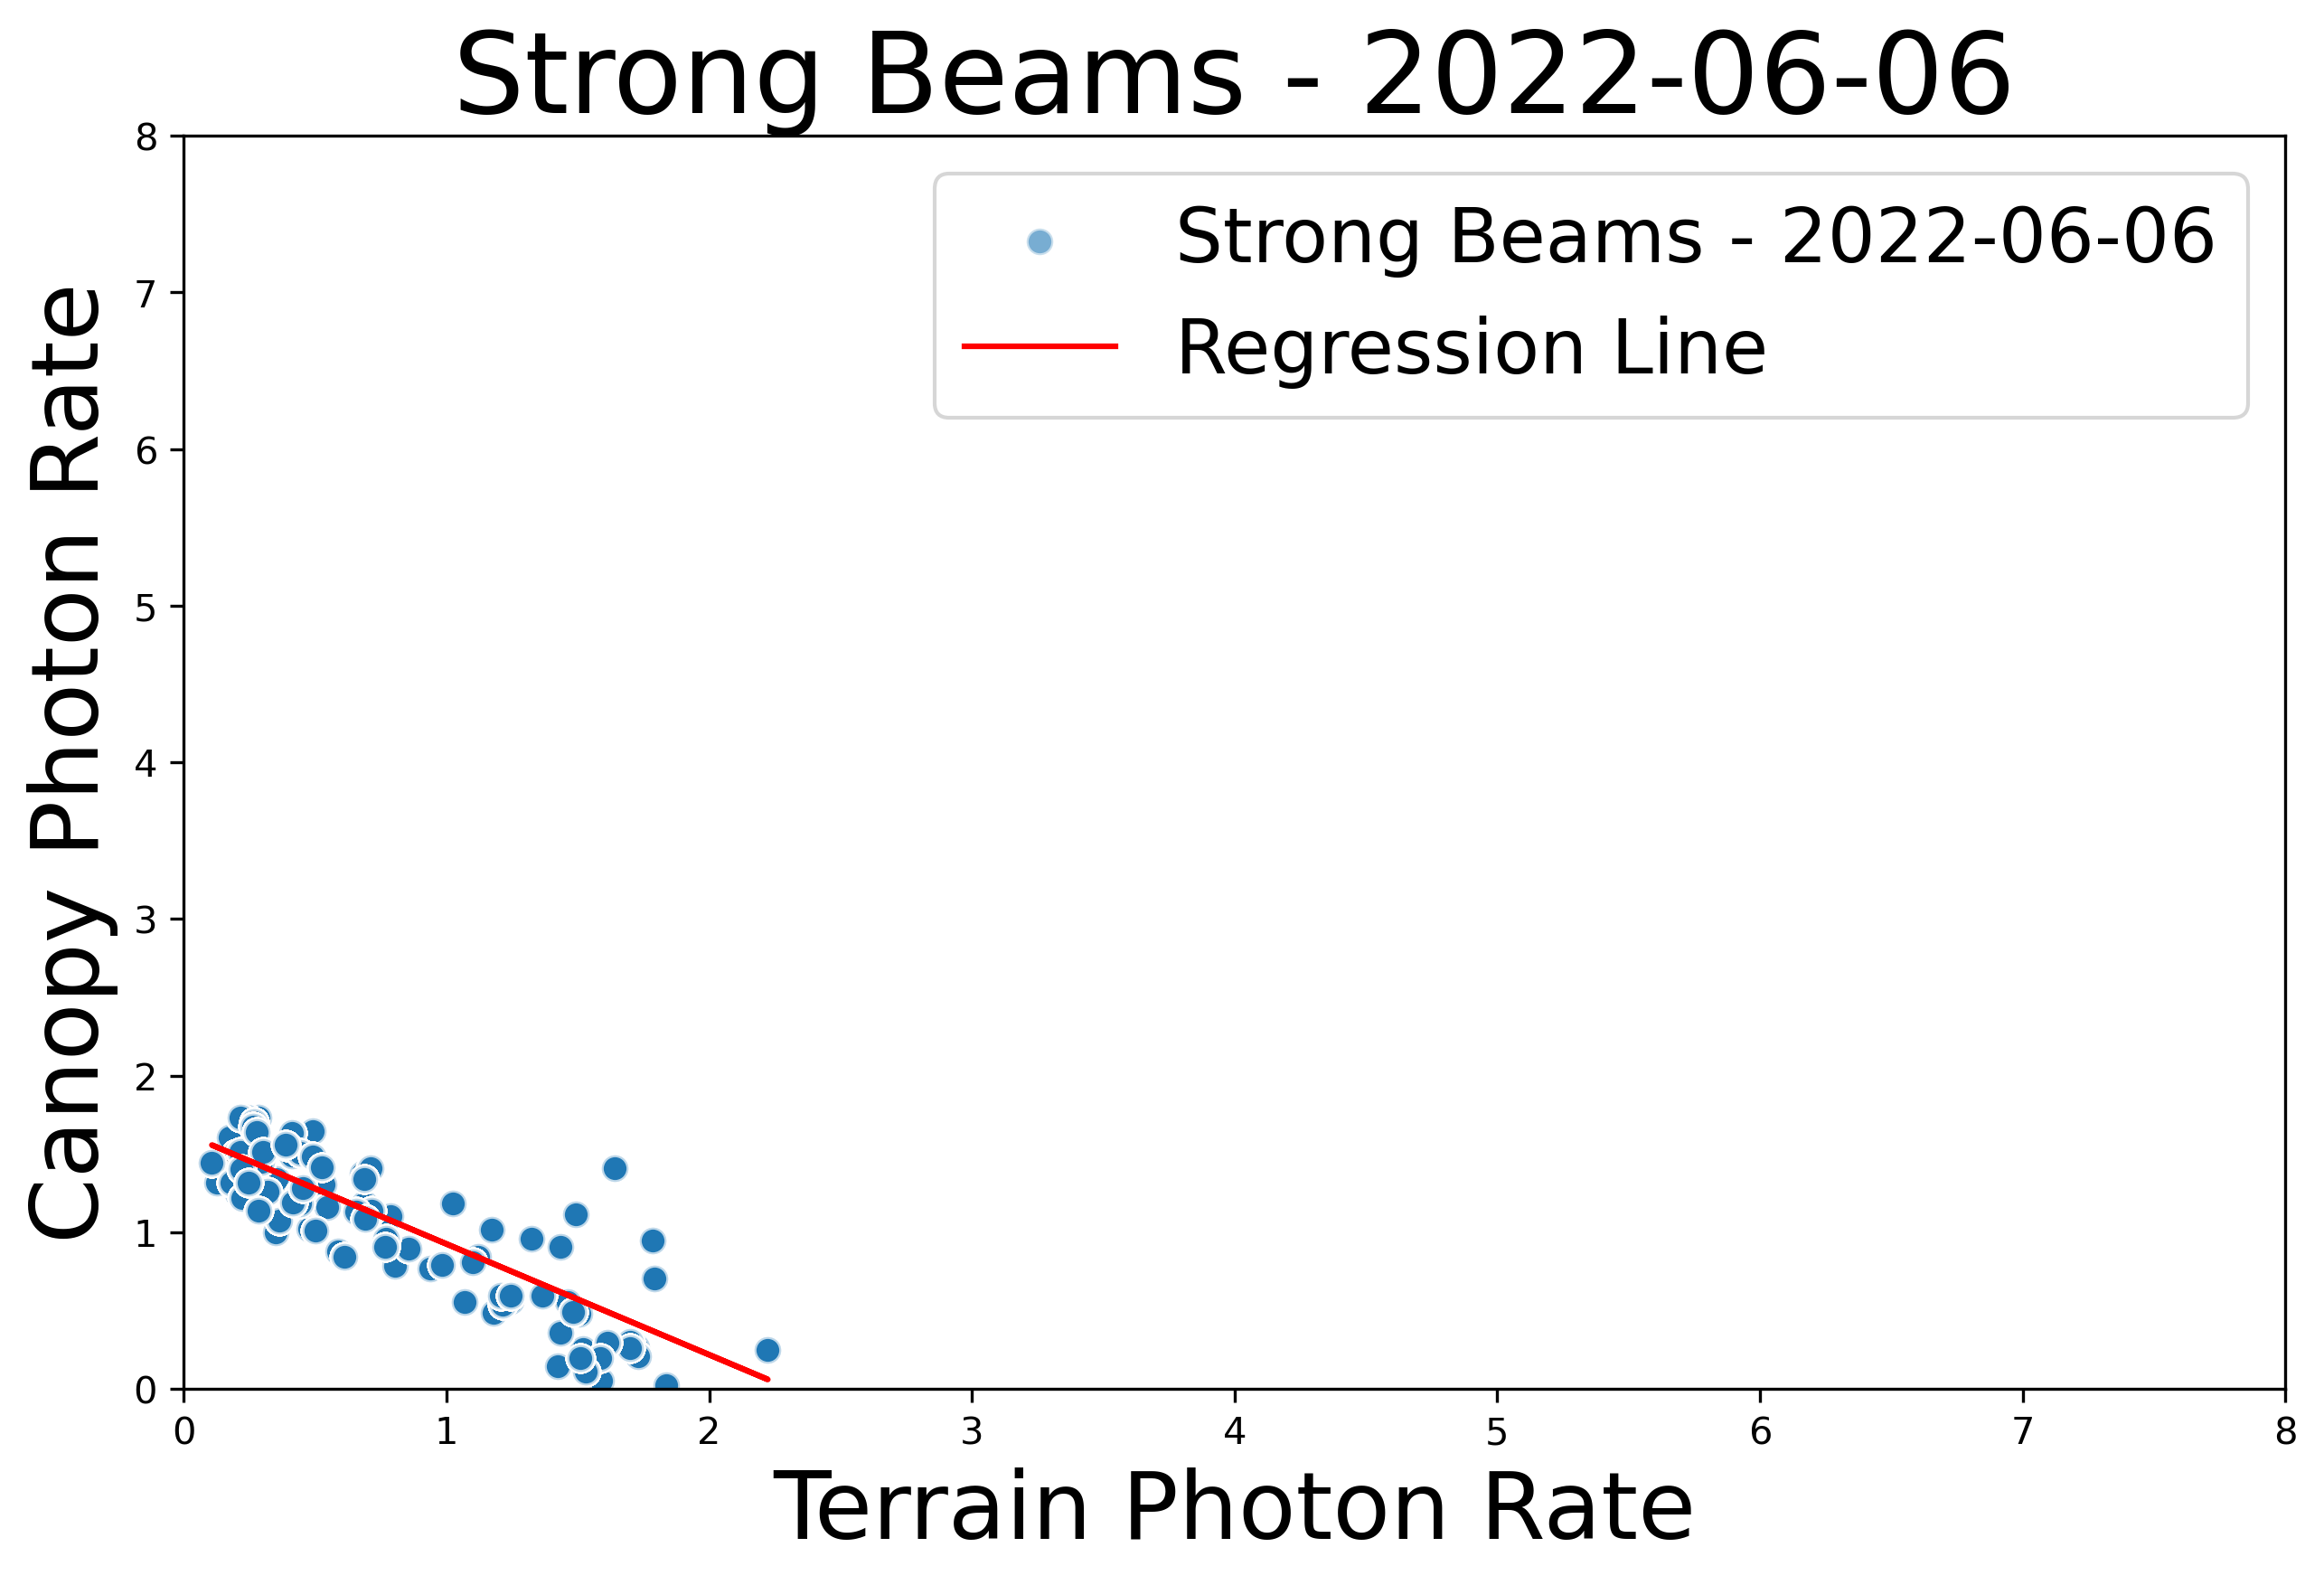 Strong Beams - 2022-06-06
Strong Beams - 2022-06-06
Regression Line
Canopy Photon Rate
8
7
6
5
4
3
2
1
0
0 1 2 3 4 5 6 7 8
Terrain Photon Rate